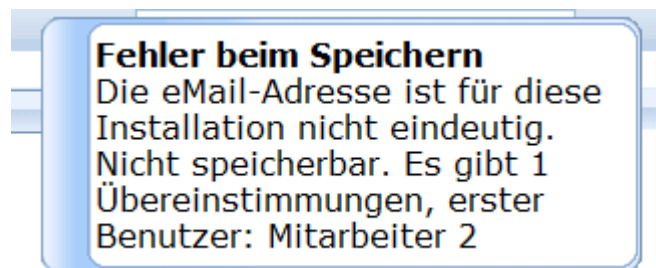 Fehler beim Speichern
Die eMail-Adresse ist für diese
Installation nicht eindeutig.
Nicht speicherbar. Es gibt 1
Übereinstimmungen, erster
Benutzer: Mitarbeiter 2